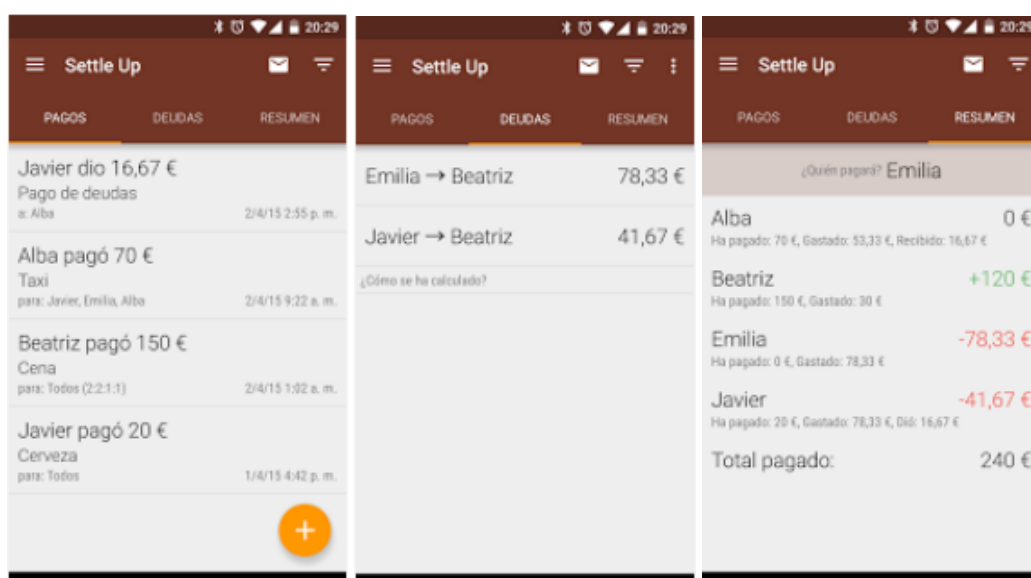 20:29
Settle Up
PAGOS DEUDAS RESUMEN
Javier dio 16,67 €
Pago de deudas
a: Alba 2/4/15 2:55 p. m.
Alba pagó 70 €
Taxi
para: Javier, Emilia, Alba 2/4/15 9:22 a. m.
Beatriz pagó 150 €
Cena
para: Todos (2:2:1:1) 2/4/15 1:02 a. m.
Javier pagó 20 €
Cerveza
para: Todos 1/4/15 4:42 p. m.
+
20:29
Settle Up
PAGOS DEUDAS RESUMEN
Emilia → Beatriz 78,33 €
Javier → Beatriz 41,67 €
¿Cómo se ha calculado?
20:29
Settle Up
PAGOS DEUDAS RESUMEN
¿Quién pagará? Emilia
Alba 0 €
Ha pagado: 70 €, Gastado: 53,33 €, Recibido: 16,67 €
Beatriz +120 €
Ha pagado: 150 €, Gastado: 30 €
Emilia -78,33 €
Ha pagado: 0 €, Gastado: 78,33 €
Javier -41,67 €
Ha pagado: 20 €, Gastado: 78,33 €, Dió: 16,67 €
Total pagado: 240 €